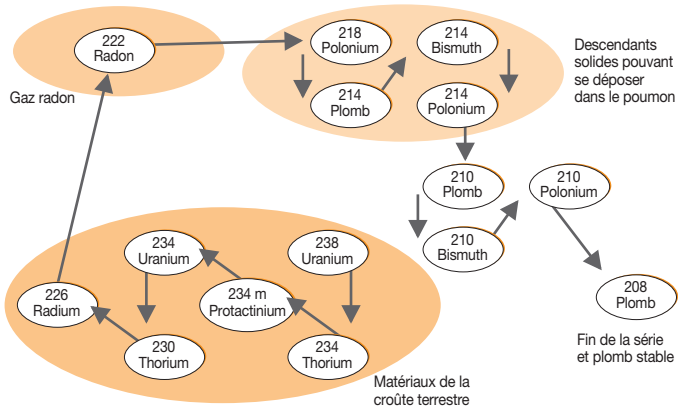 222
Radon
Gaz radon
218
Polonium
214
Bismuth
214
Plomb
214
Polonium
Descendants
solides pouvant
se déposer
dans le poumon
210
Plomb
210
Polonium
210
Bismuth
208
Plomb
Fin de la série
et plomb stable
234
Uranium
238
Uranium
226
Radium
234 m
Protactinium
230
Thorium
234
Thorium
Matériaux de la
croûte terrestre